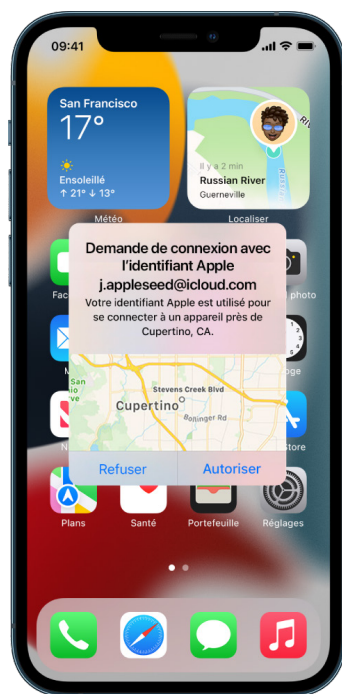 09:41
San Francisco
17°
Ensoleillé
↑ 21° ↓ 13°
Météo
Il y a 2 min
Russian River
Guerneville
Localiser
Demande de connexion avec
l'identifiant Apple
j.appleseed@icloud.com
Votre identifiant Apple est utilisé pour
se connecter à un appareil près de
Cupertino, CA.
Stevens Creek Blvd
Cupertino
Bollinger Rd
Refuser
Autoriser
Plans
Santé
Portefeuille
Réglages